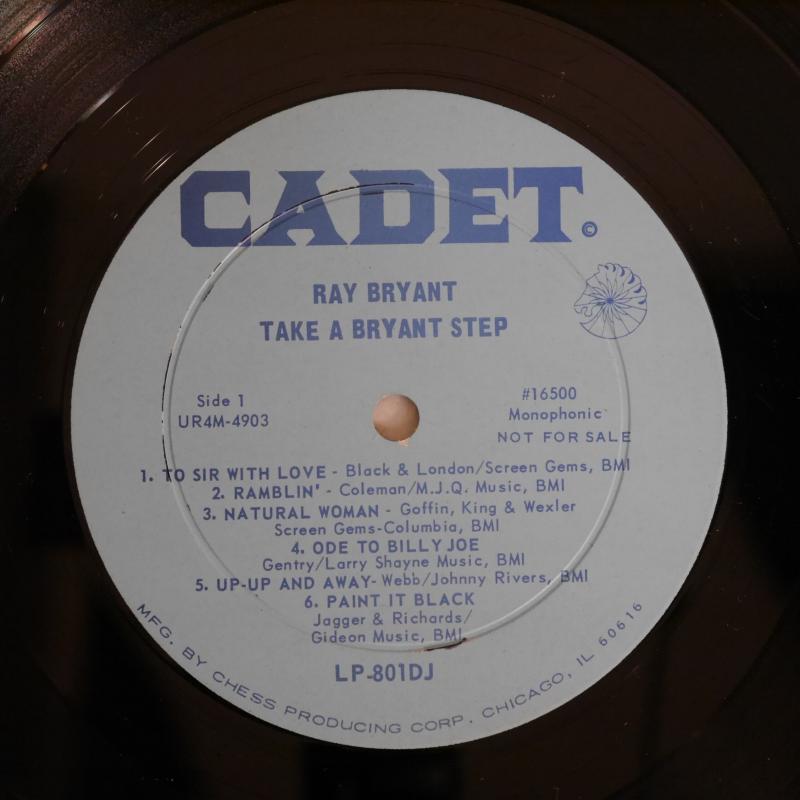 CADET.©
RAY BRYANT
TAKE A BRYANT STEP
Side 1
UR4M-4903
#16500
Monophonic
NOT FOR SALE
1. TO SIR WITH LOVE - Black & London/Screen Gems, BMI
2. RAMBLIN' - Coleman/M.J.Q. Music, BMI
3. NATURAL WOMAN - Goffin, King & Wexler
Screen Gems-Columbia, BMI
4. ODE TO BILLY JOE
Gentry/Larry Shayne Music, BMI
5. UP-UP AND AWAY- Webb/Johnny Rivers, BMI
6. PAINT IT BLACK
Jagger & Richards/
Gideon Music, BMI
LP-801DJ
MFG. BY CHESS PRODUCING CORP. CHICAGO, IL 60616